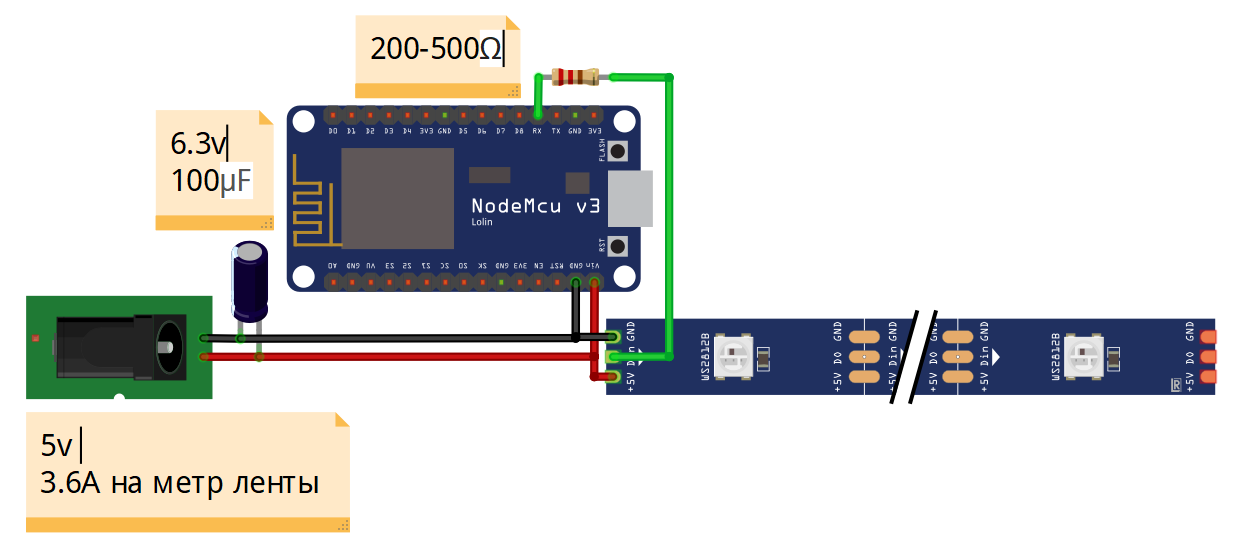 200-500Ω
6.3v
100μF
D0 D1 D2 D3 D4 3V3 GND D5 D6 D7 D8 RX TX GND 3V3
FLASH
NodeMcu v3
Lolin
RST
A0 GND VU S3 S2 S1 SC S0 SK GND 3V3 EN RST GND Vin
GND GND GND GND GND GND
Din WS2812B DO Din DO Din WS2812B DO
+5V +5V +5V +5V +5V R +5V
5v
3.6A на метр ленты